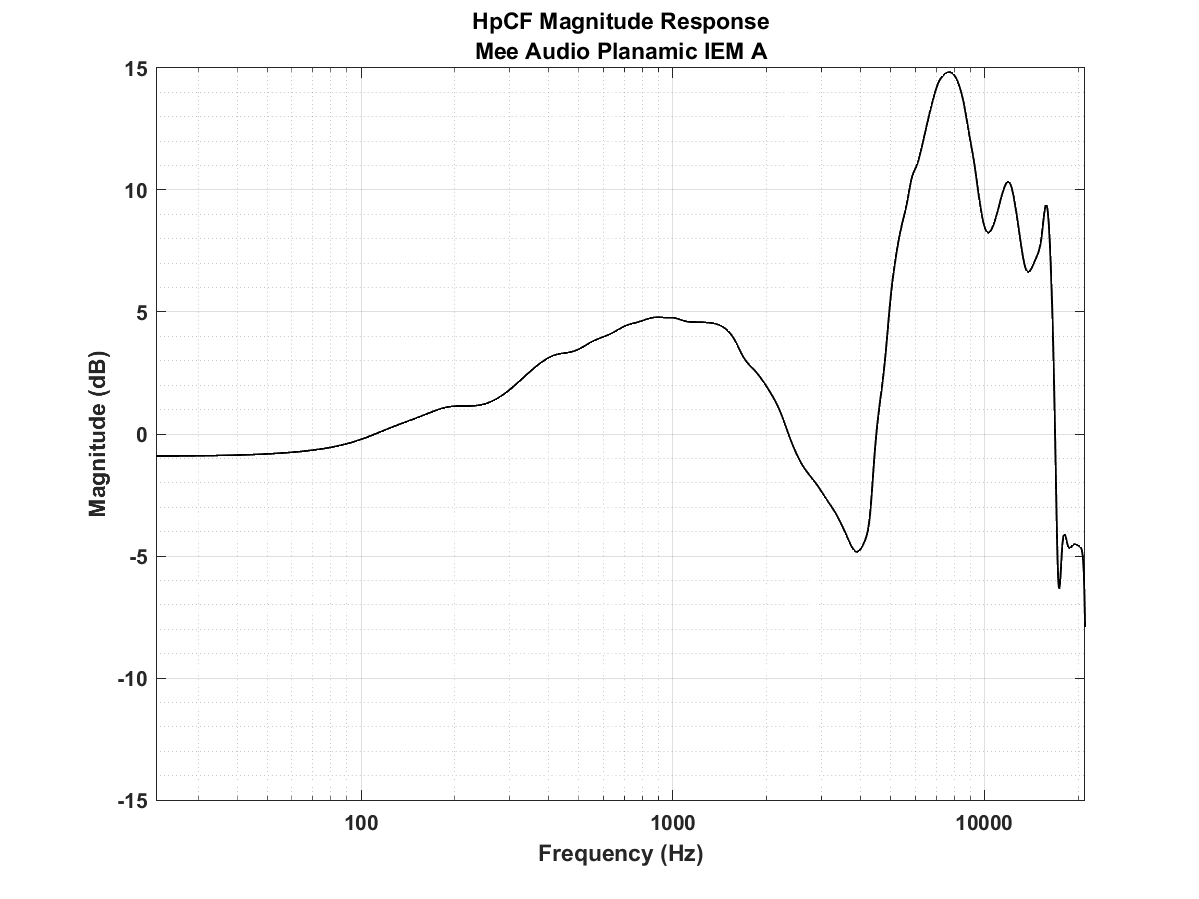 HpCF Magnitude Response
Mee Audio Planamic IEM A
15
10
5
0
-5
-10
-15
Magnitude (dB)
100 1000 10000
Frequency (Hz)